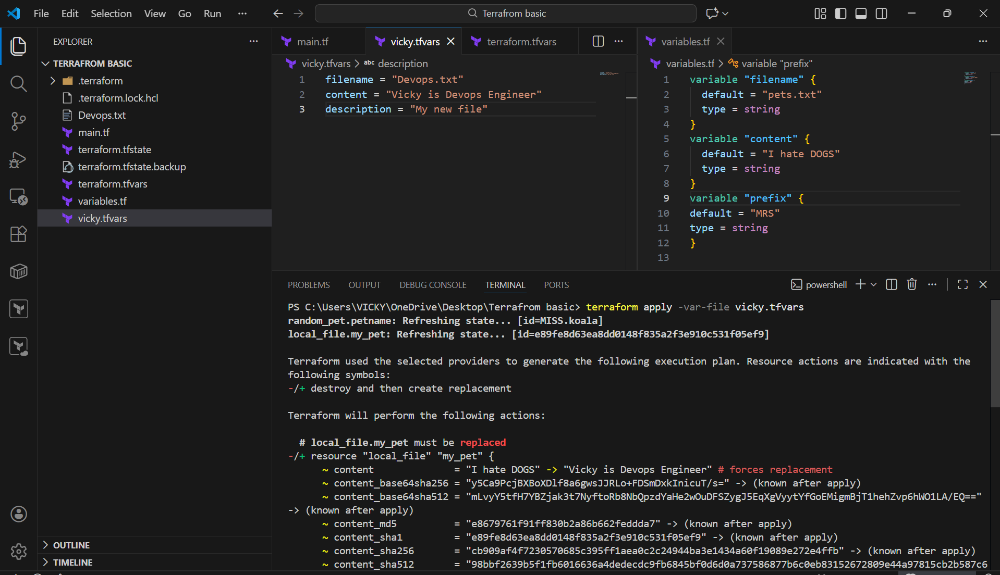 File Edit Selection View Go Run ···
Terrafrom basic
EXPLORER
TERRAFROM BASIC
.terraform
.terraform.lock.hcl
Devops.txt
main.tf
terraform.tfstate
terraform.tfstate.backup
terraform.tfvars
variables.tf
vicky.tfvars
OUTLINE
TIMELINE
main.tf vicky.tfvars terraform.tfvars
vicky.tfvars > abc description
1 filename = "Devops.txt"
2 content = "Vicky is Devops Engineer"
3 description = "My new file"
variables.tf
variables.tf > variable "prefix"
1 variable "filename" {
2 default = "pets.txt"
3 type = string
4 }
5 variable "content" {
6 default = "I hate DOGS"
7 type = string
8 }
9 variable "prefix" {
10 default = "MRS"
11 type = string
12 }
13
PROBLEMS OUTPUT DEBUG CONSOLE TERMINAL PORTS
powershell
PS C:\Users\VICKY\OneDrive\Desktop\Terrafrom basic> terraform apply -var-file vicky.tfvars
random_pet.petname: Refreshing state... [id=MISS.koala]
local_file.my_pet: Refreshing state... [id=e89fe8d63ea8dd0148f835a2f3e910c531f05ef9]
Terraform used the selected providers to generate the following execution plan. Resource actions are indicated with the
following symbols:
-/+ destroy and then create replacement
Terraform will perform the following actions:
# local_file.my_pet must be replaced
-/+ resource "local_file" "my_pet" {
~ content = "I hate DOGS" -> "Vicky is Devops Engineer" # forces replacement
~ content_base64sha256 = "y5Ca9PcjBXBoXDlf8a6gwsJJRLo+FDSmDxkInicuT/s=" -> (known after apply)
~ content_base64sha512 = "mLvyY5tfH7YBZjak3t7NyftoRb8NbQpzdYaHe2wOuDFSZygJ5EqXgVyytYfGoEMigmBjT1hehZvp6hWO1LA/EQ=="
-> (known after apply)
~ content_md5 = "e8679761f91ff830b2a86b662feddda7" -> (known after apply)
~ content_sha1 = "e89fe8d63ea8dd0148f835a2f3e910c531f05ef9" -> (known after apply)
~ content_sha256 = "cb909af4f7230570685c395ff1aea0c2c24944ba3e1434a60f19089e272e4ffb" -> (known after apply)
~ content_sha512 = "98bbf2639b5f1fb6016636a4dedecdc9fb6845bf0d6d0a737586877b6c0eb83152672809e44a97815cb2b587c6